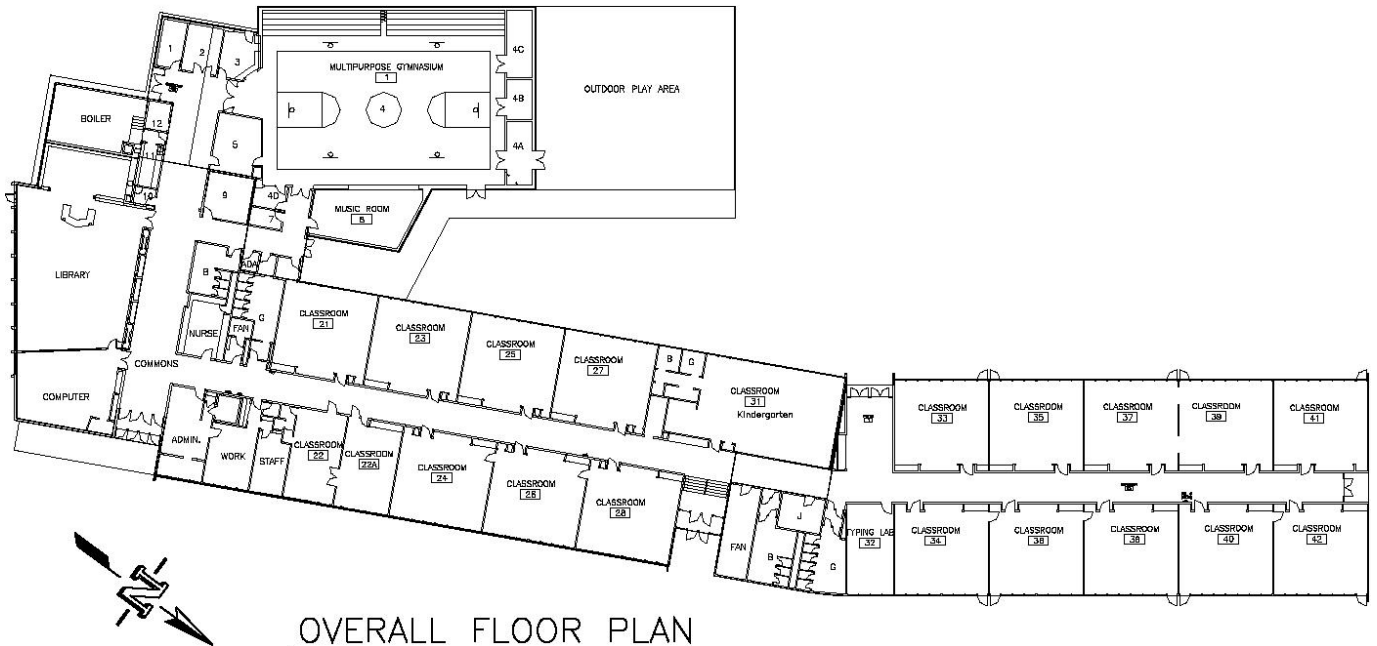 1
2
3
4C
MULTIPURPOSE GYMNASIUM
1
OUTDOOR PLAY AREA
4B
4
BOILER
12
5
4A
11
9
10
4D
7
MUSIC ROOM
LIBRARY
ADA
B
G
CLASSROOM
21
NURSE
FAN
CLASSROOM
23
CLASSROOM
25
CLASSROOM
27
B
G
CLASSROOM
31
Kindergarten
COMMONS
COMPUTER
CLASSROOM
33
CLASSROOM
35
CLASSROOM
37
CLASSROOM
39
CLASSROOM
41
ADMIN.
WORK
STAFF
CLASSROOM
22
CLASSROOM
22A
CLASSROOM
24
CLASSROOM
26
CLASSROOM
28
FAN
B
J
G
TYPING LAB
32
CLASSROOM
34
CLASSROOM
CLASSROOM
38
CLASSROOM
40
CLASSROOM
42
N
OVERALL FLOOR PLAN